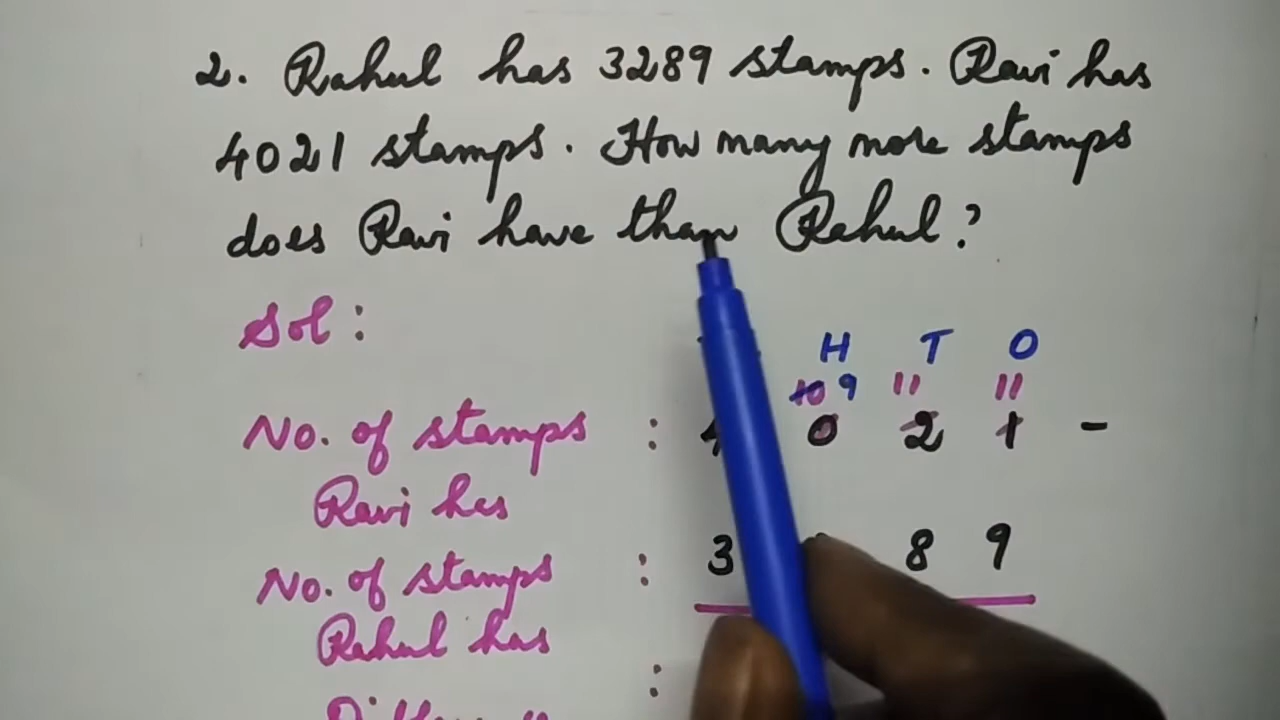 2. Rahul has 3289 stamps. Ravi has
4021 stamps. How many more stamps
does Ravi have than Rahul?
Sol:
H T O
10 9 11 11
No. of stamps : 4 0 2 1 -
Ravi has
No. of stamps : 3 8 9
Rahul has
: